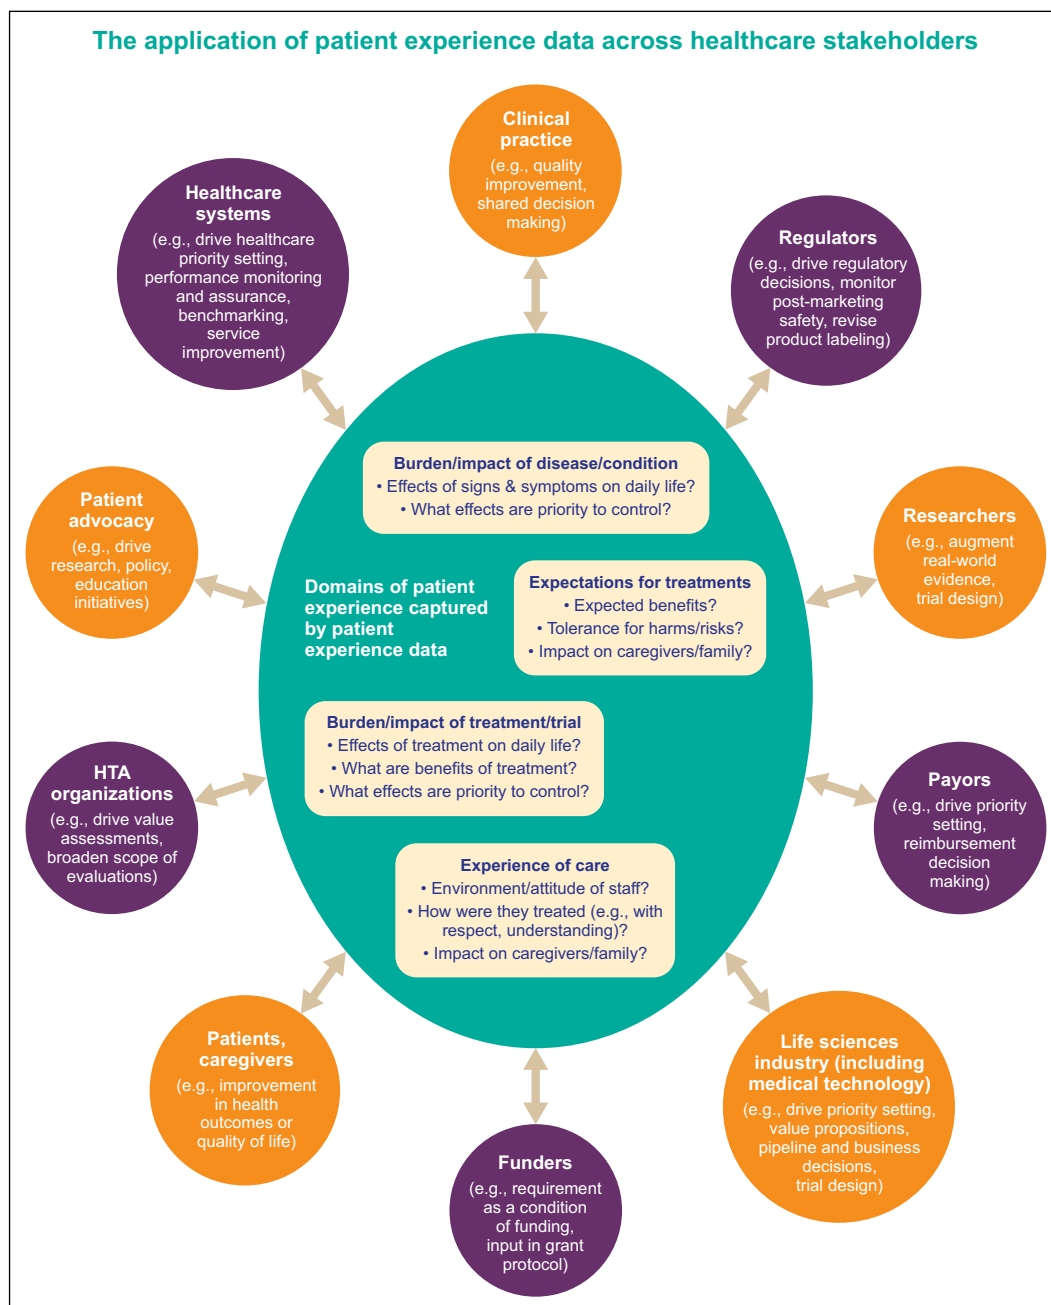 The application of patient experience data across healthcare stakeholders
Clinical
practice
(e.g., quality
improvement,
shared decision
making)
Healthcare
systems
(e.g., drive healthcare
priority setting,
performance monitoring
and assurance,
benchmarking,
service
improvement)
Regulators
(e.g., drive regulatory
decisions, monitor
post-marketing
safety, revise
product labeling)
Patient
advocacy
(e.g., drive
research, policy,
education
initiatives)
Burden/impact of disease/condition
• Effects of signs & symptoms on daily life?
• What effects are priority to control?
Researchers
(e.g., augment
real-world
evidence,
trial design)
Domains of patient
experience captured
by patient
experience data
Expectations for treatments
• Expected benefits?
• Tolerance for harms/risks?
• Impact on caregivers/family?
Burden/impact of treatment/trial
• Effects of treatment on daily life?
• What are benefits of treatment?
• What effects are priority to control?
HTA
organizations
(e.g., drive value
assessments,
broaden scope of
evaluations)
Payors
(e.g., drive priority
setting,
reimbursement
decision
making)
Experience of care
• Environment/attitude of staff?
• How were they treated (e.g., with
respect, understanding)?
• Impact on caregivers/family?
Patients,
caregivers
(e.g., improvement
in health
outcomes or
quality of life)
Life sciences
industry (including
medical technology)
(e.g., drive priority setting,
value propositions,
pipeline and business
decisions,
trial design)
Funders
(e.g., requirement
as a condition
of funding,
input in grant
protocol)